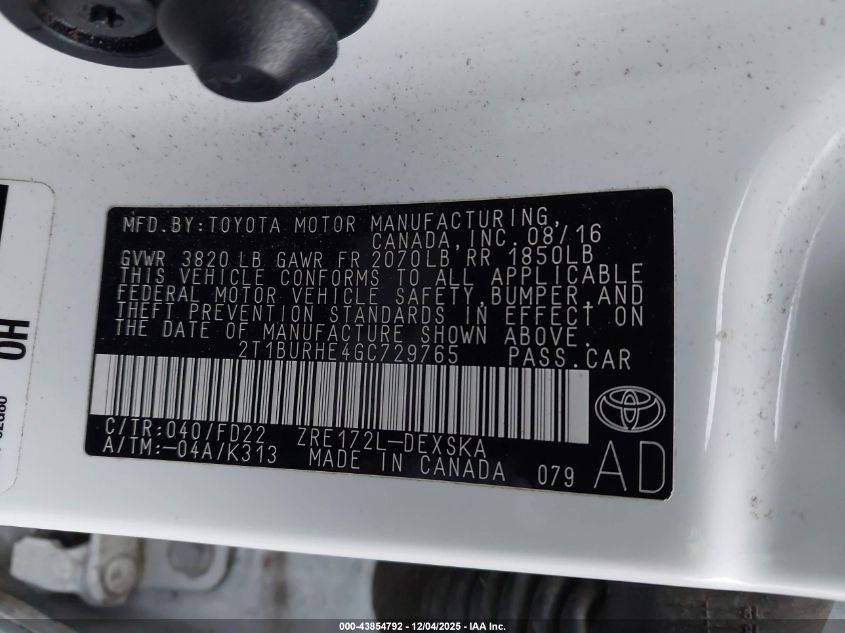 MFD.BY:TOYOTA MOTOR MANUFACTURING,
CANADA,INC.08/16
GVWR 3820 LB GAWR FR 2070LB RR 1850LB
THIS VEHICLE CONFORMS TO ALL APPLICABLE
FEDERAL MOTOR VEHICLE SAFETY,BUMPER,AND
THEFT PREVENTION STANDARDS IN EFFECT ON
THE DATE OF MANUFACTURE SHOWN ABOVE.
2T1BURHE4GC729765 PASS.CAR
C/TR:040/FD22 ZRE172L-DEXSKA
A/TM:-04A/K313 MADE IN CANADA 079 AD
HO
000-43854792 - 12/04/2025 - IAA Inc.